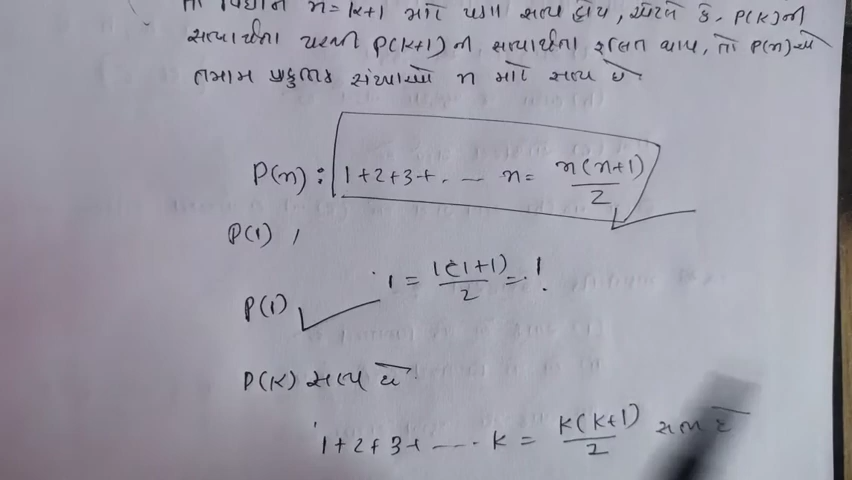 તો વિધાન n = k+1 માટે પણ સત્ય હોય, એટલે કે, P(k)ની
સત્યાર્થતા પરથી P(k+1)ની સત્યાર્થતા ફલિત થાય, તો P(n) એ
તમામ પ્રાકૃતિક સંખ્યાઓ n માટે સત્ય છે.
P(n) : 1+2+3+. --- n = n(n+1)/2
P(1) ,
1 = 1(1+1)/2 = 1.
P(1)
P(k) સત્ય છે.
1+2+3+ ---- k = k(k+1)/2 સત્ય છે